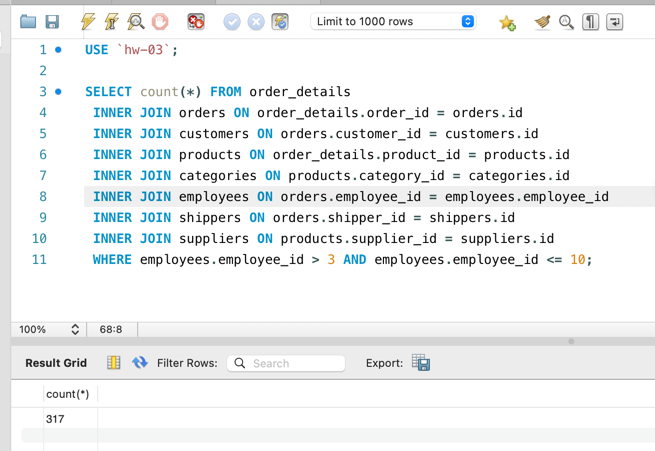 Limit to 1000 rows
1 USE `hw-03`;
2
3 SELECT count(*) FROM order_details
4 INNER JOIN orders ON order_details.order_id = orders.id
5 INNER JOIN customers ON orders.customer_id = customers.id
6 INNER JOIN products ON order_details.product_id = products.id
7 INNER JOIN categories ON products.category_id = categories.id
8 INNER JOIN employees ON orders.employee_id = employees.employee_id
9 INNER JOIN shippers ON orders.shipper_id = shippers.id
10 INNER JOIN suppliers ON products.supplier_id = suppliers.id
11 WHERE employees.employee_id > 3 AND employees.employee_id <= 10;
100% 68:8
Result Grid Filter Rows: Search Export:
count(*)
317